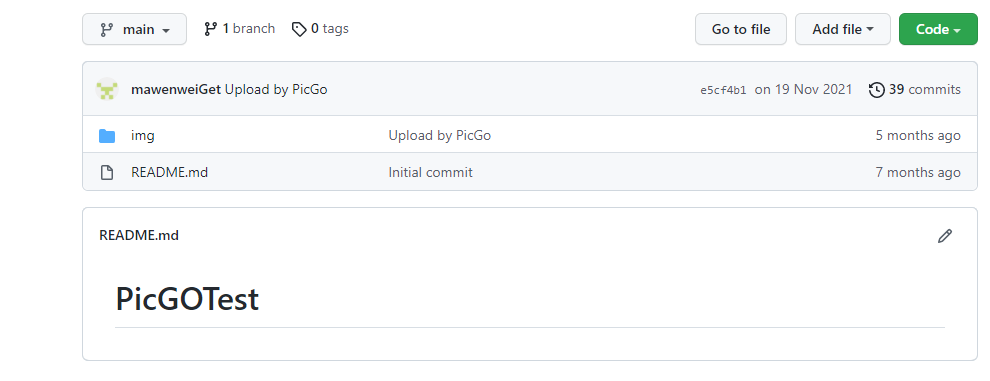 main 1 branch 0 tags Go to file Add file Code
mawenweiGet Upload by PicGo e5cf4b1 on 19 Nov 2021 39 commits
img Upload by PicGo 5 months ago
README.md Initial commit 7 months ago
README.md
PicGOTest